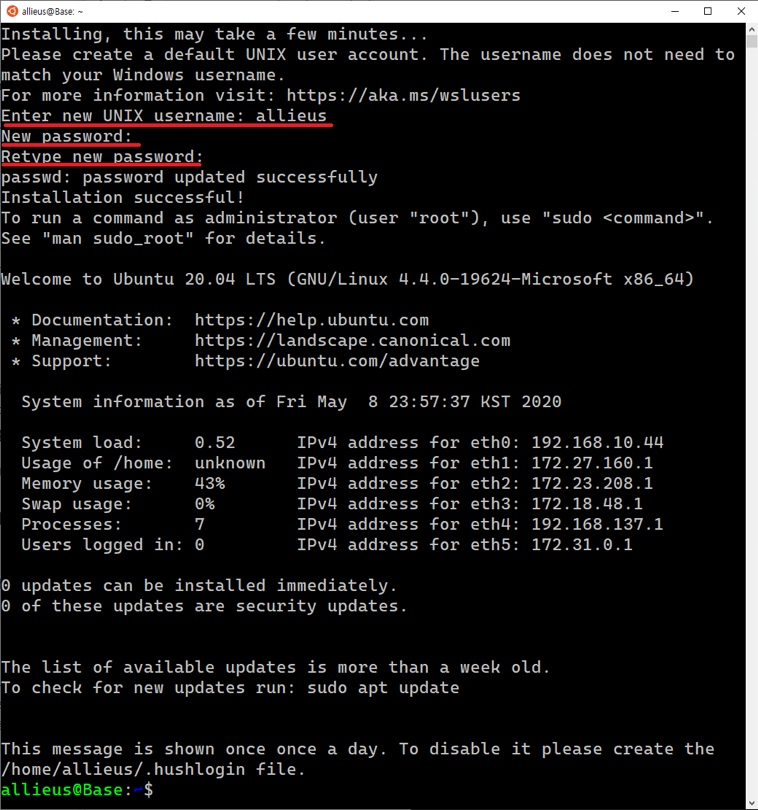 allieus@Base: ~
Installing, this may take a few minutes...
Please create a default UNIX user account. The username does not need to
match your Windows username.
For more information visit: https://aka.ms/wslusers
Enter new UNIX username: allieus
New password:
Retype new password:
passwd: password updated successfully
Installation successful!
To run a command as administrator (user "root"), use "sudo <command>".
See "man sudo_root" for details.
Welcome to Ubuntu 20.04 LTS (GNU/Linux 4.4.0-19624-Microsoft x86_64)
* Documentation:  https://help.ubuntu.com
* Management:     https://landscape.canonical.com
* Support:        https://ubuntu.com/advantage
System information as of Fri May  8 23:57:37 KST 2020
System load:     0.52      IPv4 address for eth0: 192.168.10.44
Usage of /home:  unknown   IPv4 address for eth1: 172.27.160.1
Memory usage:    43%       IPv4 address for eth2: 172.23.208.1
Swap usage:      0%        IPv4 address for eth3: 172.18.48.1
Processes:       7         IPv4 address for eth4: 192.168.137.1
Users logged in: 0         IPv4 address for eth5: 172.31.0.1
0 updates can be installed immediately.
0 of these updates are security updates.
The list of available updates is more than a week old.
To check for new updates run: sudo apt update
This message is shown once once a day. To disable it please create the
/home/allieus/.hushlogin file.
allieus@Base:~$